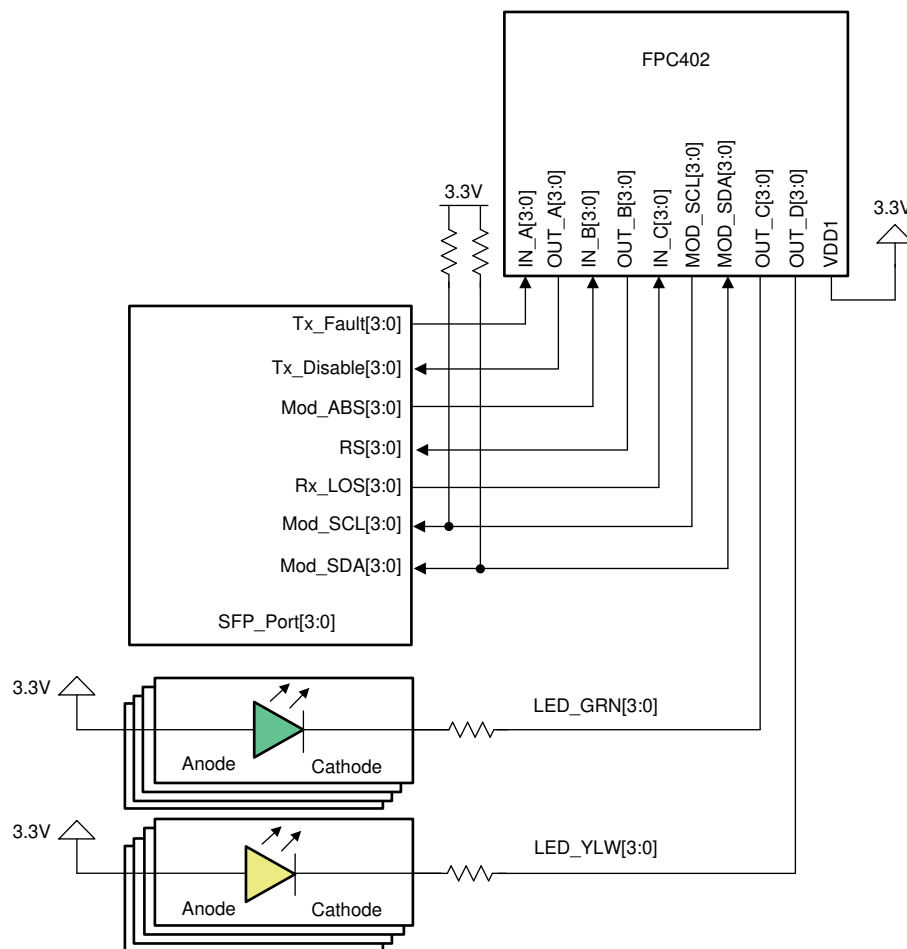 FPC402
IN_A[3:0]
OUT_A[3:0]
IN_B[3:0]
OUT_B[3:0]
IN_C[3:0]
MOD_SCL[3:0]
MOD_SDA[3:0]
OUT_C[3:0]
OUT_D[3:0]
VDD1
3.3V
3.3V
Tx_Fault[3:0]
Tx_Disable[3:0]
Mod_ABS[3:0]
RS[3:0]
Rx_LOS[3:0]
Mod_SCL[3:0]
Mod_SDA[3:0]
SFP_Port[3:0]
3.3V
LED_GRN[3:0]
Anode
Cathode
3.3V
LED_YLW[3:0]
Anode
Cathode